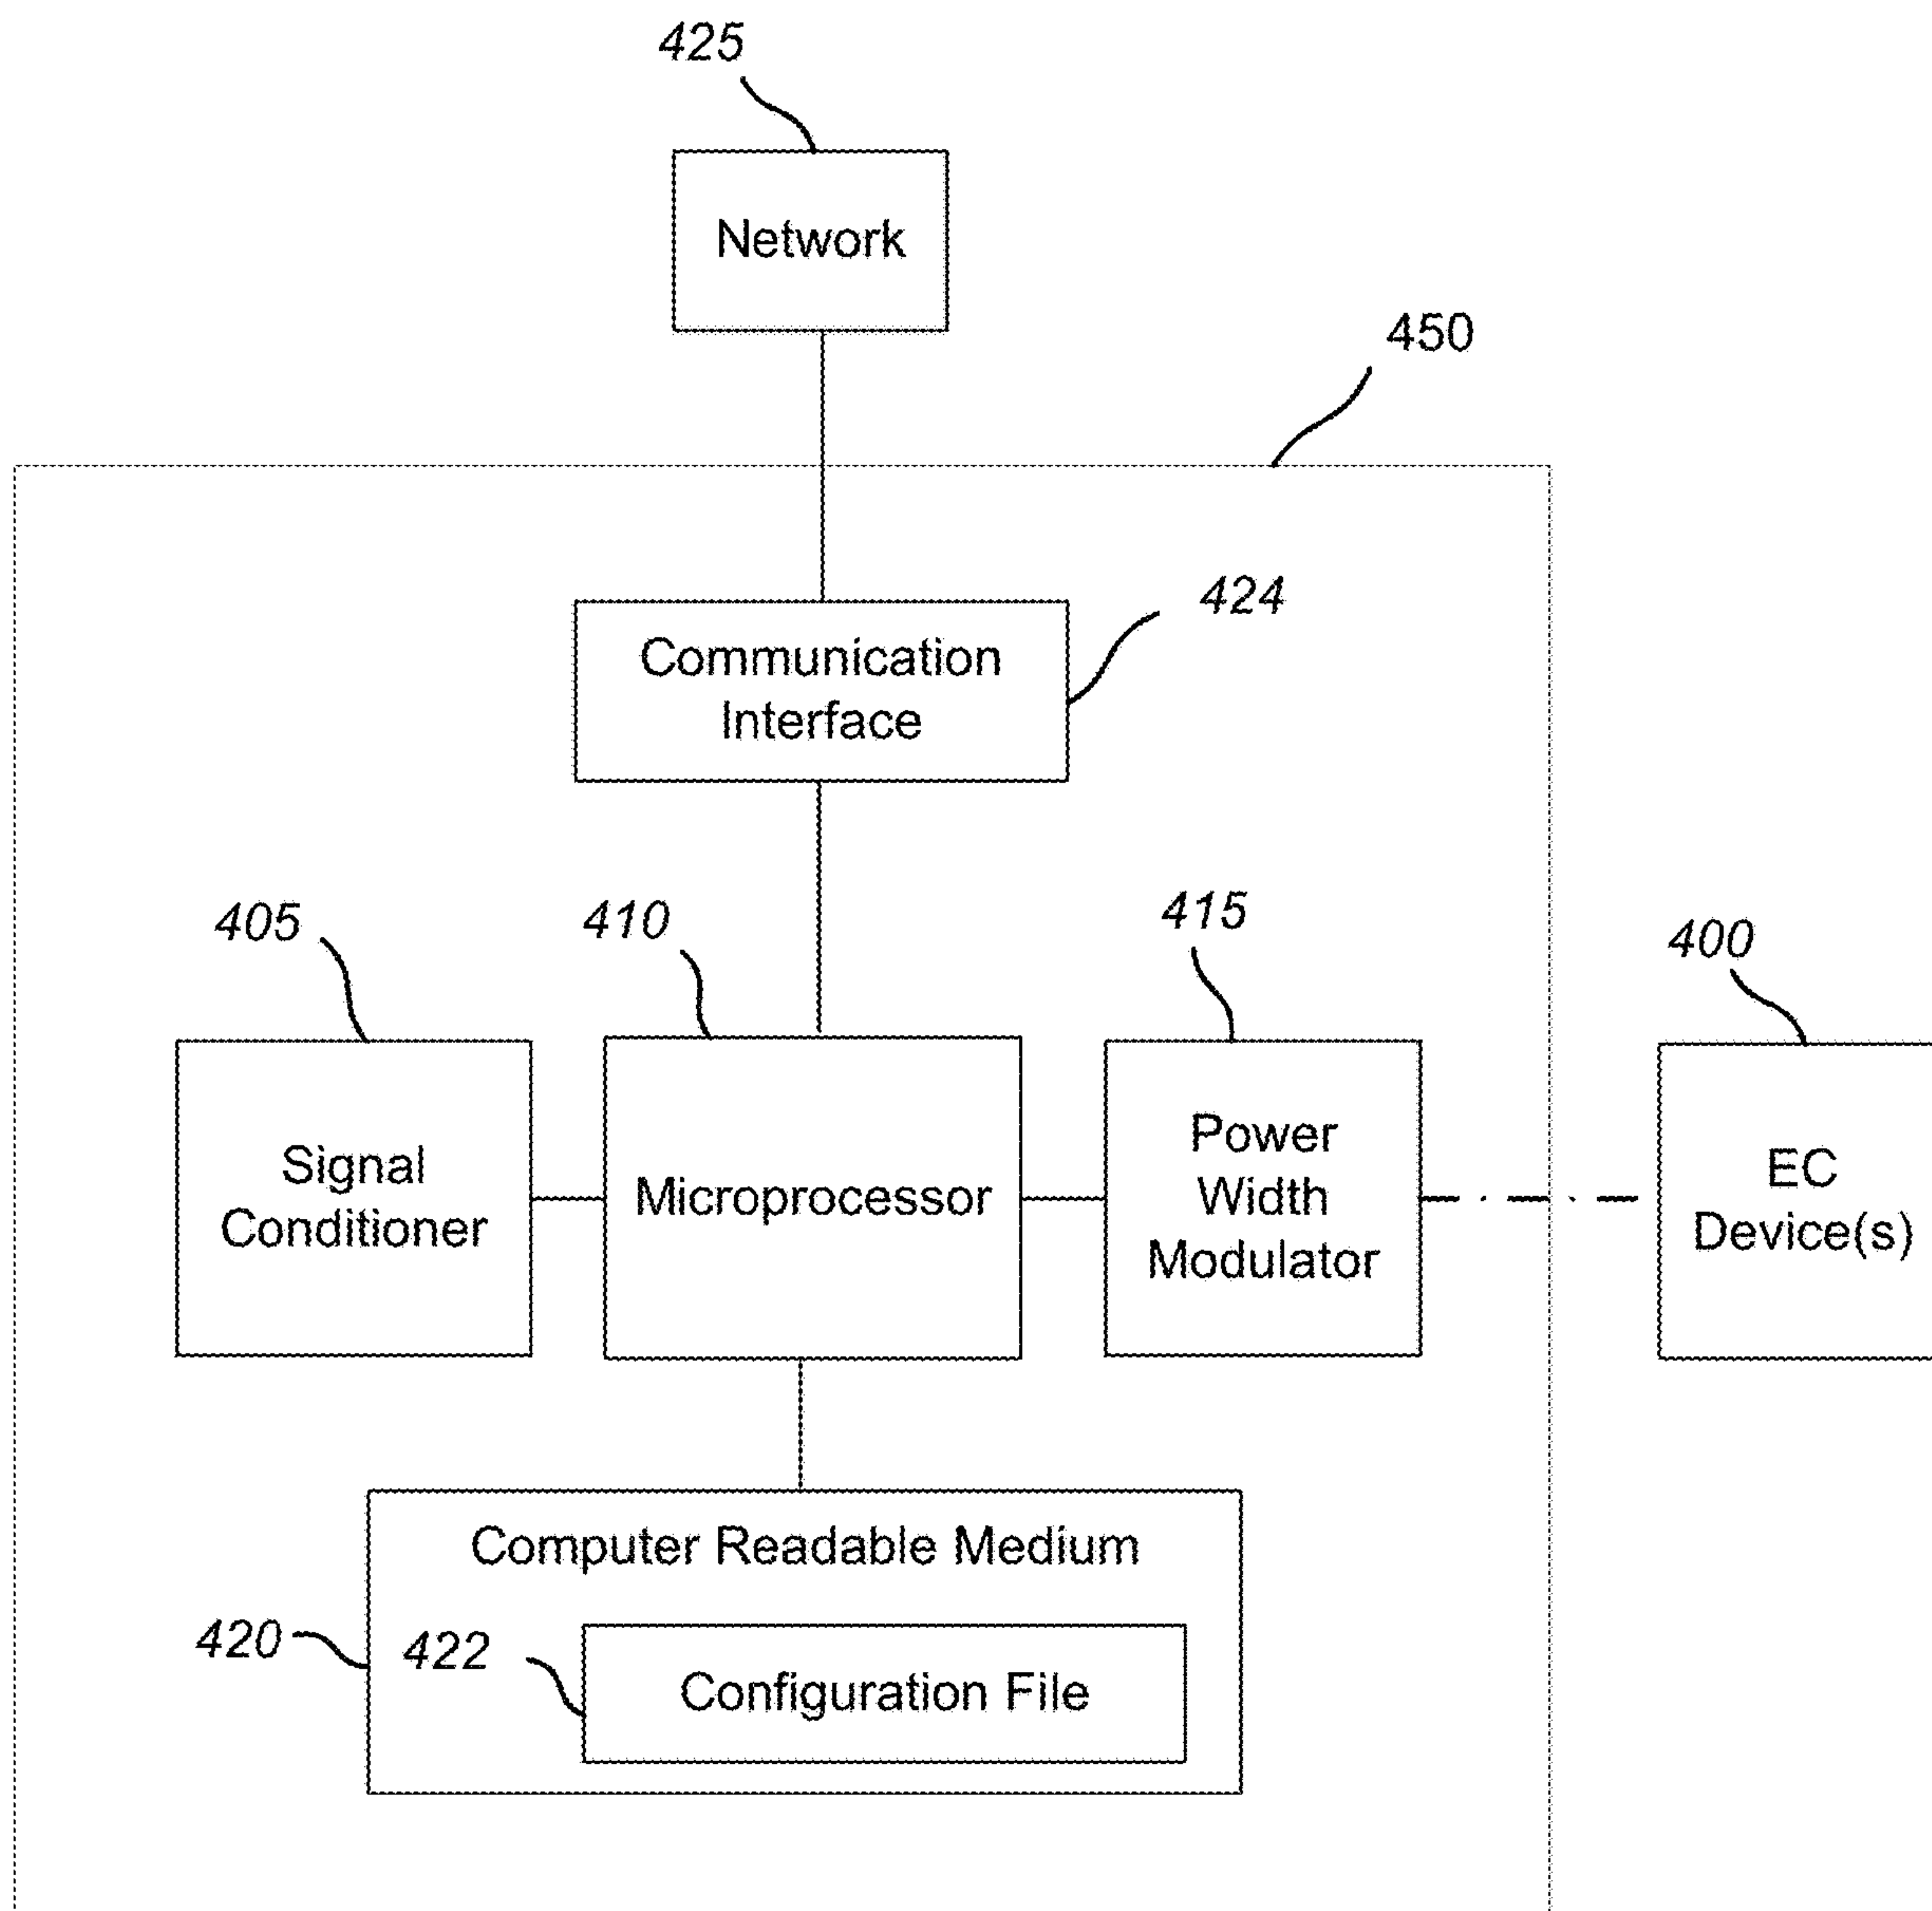 425
Network
450
424
Communication
Interface
405
410
415
400
Signal
Conditioner
Microprocessor
Power
Width
Modulator
EC
Device(s)
Computer Readable Medium
420
422
Configuration File